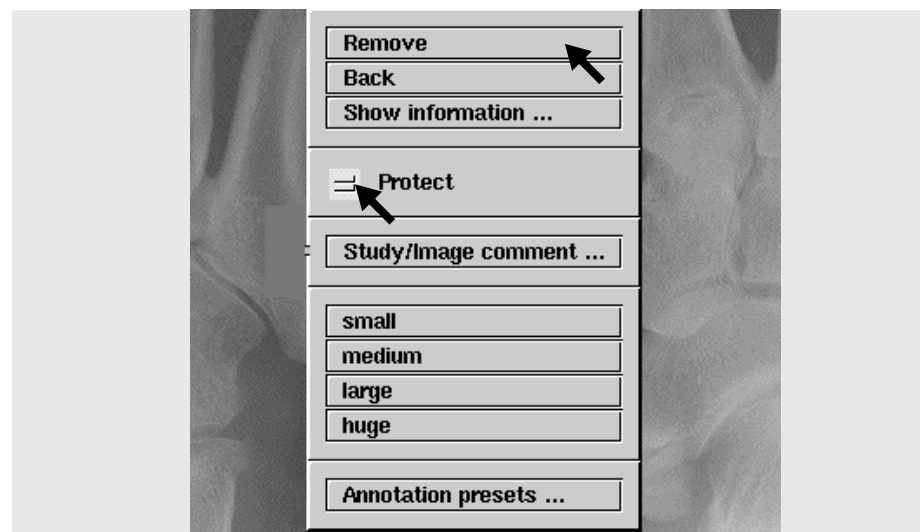 Remove
Back
Show information ...
Protect
Study/Image comment ...
small
medium
large
huge
Annotation presets ...